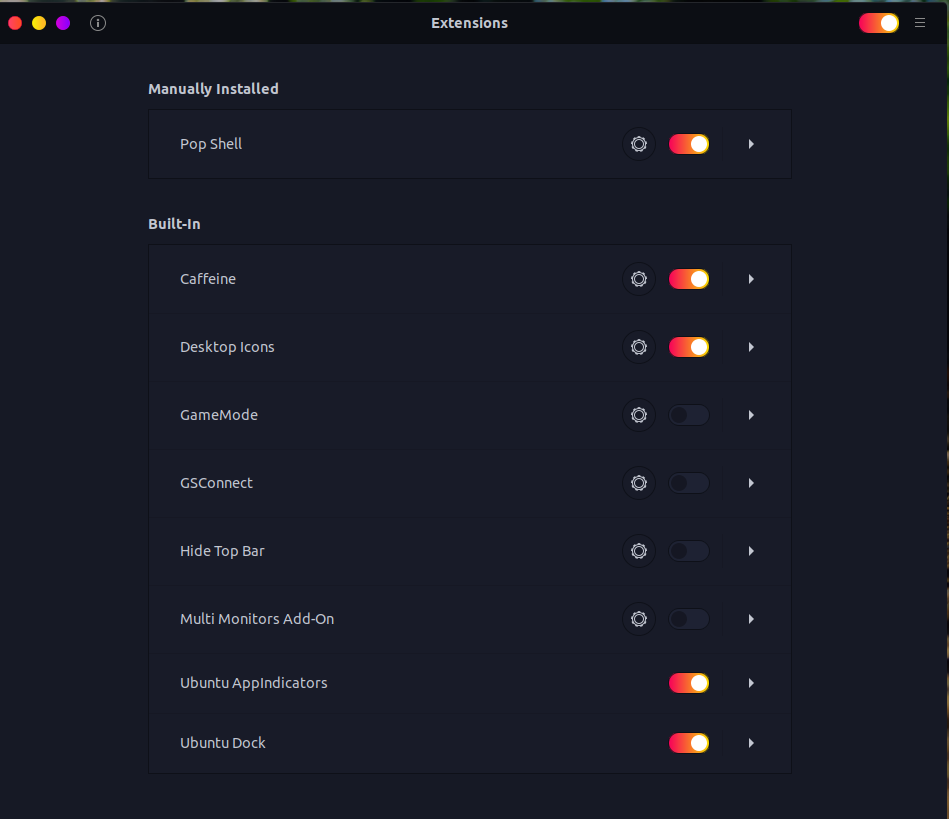 Extensions
Manually Installed
Pop Shell
Built-In
Caffeine
Desktop Icons
GameMode
GSConnect
Hide Top Bar
Multi Monitors Add-On
Ubuntu AppIndicators
Ubuntu Dock